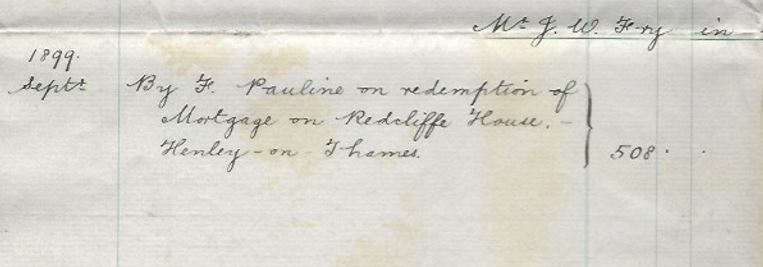 Mr J. W. Fry in
1899.
Septr By F. Pauline on redemption of
Mortgage on Redcliffe House. -
Henley - on - Thames. 508 . .